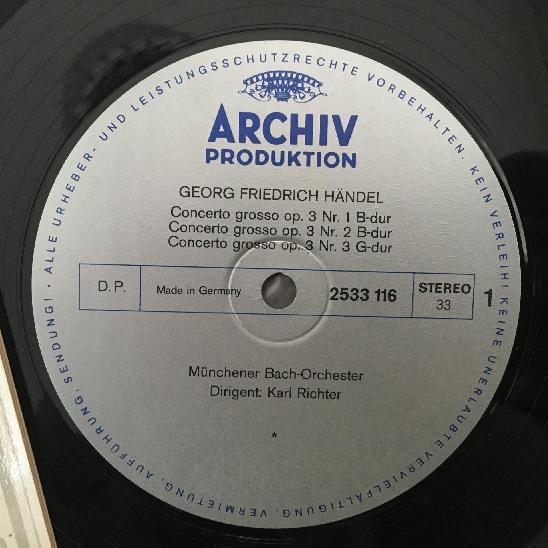 ARCHIV
PRODUKTION
GEORG FRIEDRICH HÄNDEL
Concerto grosso op. 3 Nr. 1 B-dur
Concerto grosso op. 3 Nr. 2 B-dur
Concerto grosso op. 3 Nr. 3 G-dur
D.P.
Made in Germany
2533 116
STEREO
33
1
Münchener Bach-Orchester
Dirigent: Karl Richter
*
ALLE URHEBER- UND LEISTUNGSSCHUTZRECHTE VORBEHALTEN. KEIN VERLEIH! KEINE UNERLAUBTE VERVIELFÄLTIGUNG, VERMIETUNG, AUFFÜHRUNG, SENDUNG! ·